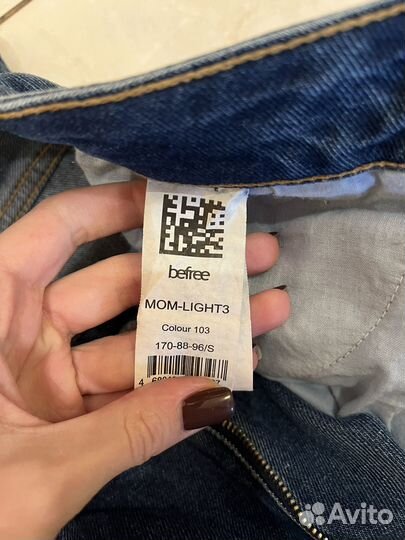 befree
MOM-LIGHT3
Colour 103
170-88-96/S
Avito